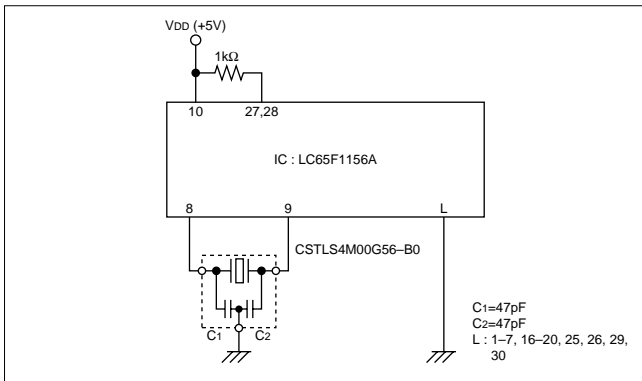 VDD (+5V)
1kΩ
10
27,28
IC : LC65F1156A
8
9
L
CSTLS4M00G56–B0
C1
C2
C1=47pF
C2=47pF
L : 1–7, 16–20, 25, 26, 29,
30